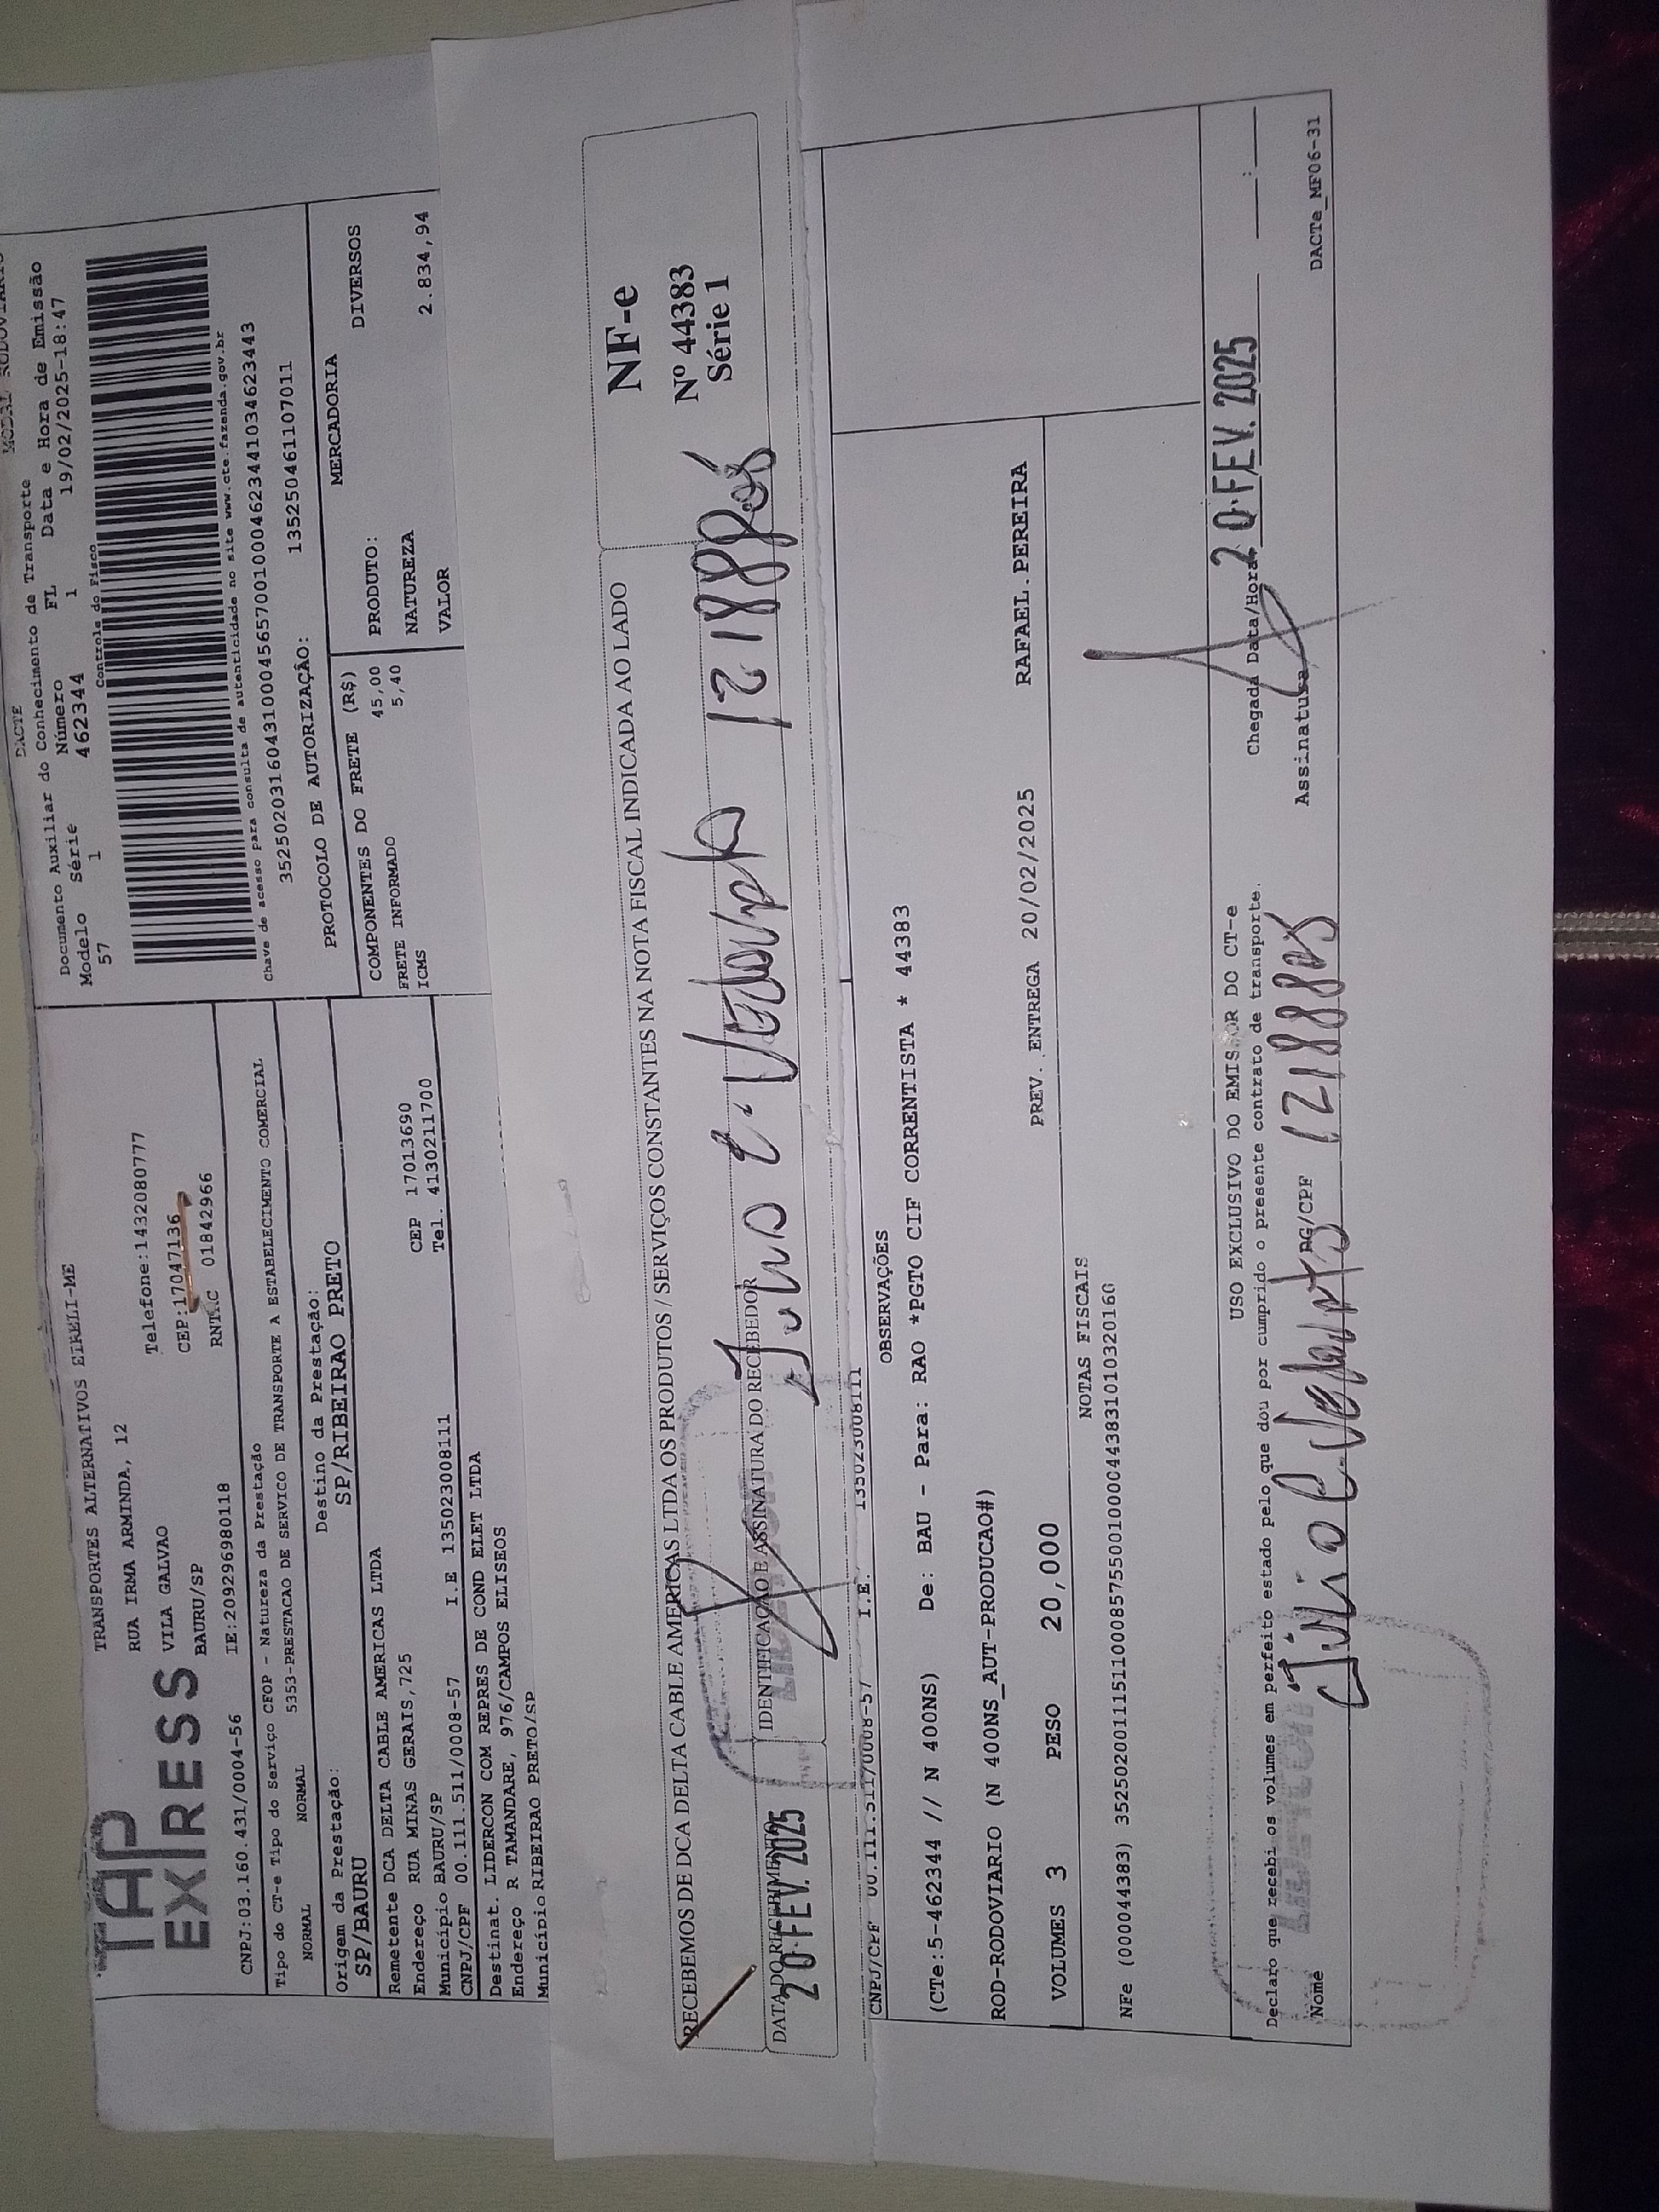 TAP
EXPRESS
TRANSPORTES ALTERNATIVOS EIRELI-ME
RUA IRMA ARMINDA, 12
VILA GALVAO
BAURU/SP
Telefone:1432080777
CEP:17047136
RNTRC 01842966
CNPJ:03.160.431/0004-56
IE:209296980118
Tipo do CT-e Tipo do Serviço CFOP - Natureza da Prestação
NORMAL NORMAL 5353-PRESTACAO DE SERVICO DE TRANSPORTE A ESTABELECIMENTO COMERCIAL
Origem da Prestação: Destino da Prestação:
SP/BAURU SP/RIBEIRAO PRETO
Remetente DCA DELTA CABLE AMERICAS LTDA
Endereço RUA MINAS GERAIS,725
Município BAURU/SP CEP 17013690
CNPJ/CPF 00.111.511/0008-57 I.E 135023008111 Tel. 413021​1700
Destinat. LIDERCON COM REPRES DE COND ELET LTDA
Endereço R TAMANDARE, 976/CAMPOS ELISEOS
Município RIBEIRAO PRETO/SP
MODAL RODOVIARIO
DACTE
Documento Auxiliar do Conhecimento de Transporte
Modelo Série Número FL Data e Hora de Emissão
57 1 462344 1 19/02/2025-18:47
Controle do Fisco
Chave de acesso para consulta de autenticidade no site www.cte.fazenda.gov.br
35250203160431000456570010004623441034623443
PROTOCOLO DE AUTORIZAÇÃO: 135250461107011
COMPONENTES DO FRETE (R$)
FRETE INFORMADO 45,00
ICMS 5,40
MERCADORIA
PRODUTO: DIVERSOS
NATUREZA
VALOR 2.834,94
RECEBEMOS DE DCA DELTA CABLE AMERICAS LTDA OS PRODUTOS / SERVIÇOS CONSTANTES NA NOTA FISCAL INDICADA AO LADO
DATA DO RECEBIMENTO
20 FEV. 2025
IDENTIFICAÇÃO E ASSINATURA DO RECEBEDOR
NF-e
Nº 44383
Série 1
CNPJ/CPF 00.111.511/0008-57 I.E. 135023008111
OBSERVAÇÕES
(CTe:5-462344 // N 400NS) De: BAU - Para: RAO *PGTO CIF CORRENTISTA * 44383
ROD-RODOVIARIO (N 400NS_AUT-PRODUCAO#)
VOLUMES 3 PESO 20,000 PREV. ENTREGA 20/02/2025 RAFAEL.PEREIRA
NOTAS FISCAIS
NFe (000044383) 35250200111511000857550010000443831010320160
USO EXCLUSIVO DO EMISSOR DO CT-e
Declaro que recebi os volumes em perfeito estado pelo que dou por cumprido o presente contrato de transporte.
Chegada Data/Hora 20 FEV. 2025 :
Nome RG/CPF Assinatura
DACTe_MF06-31